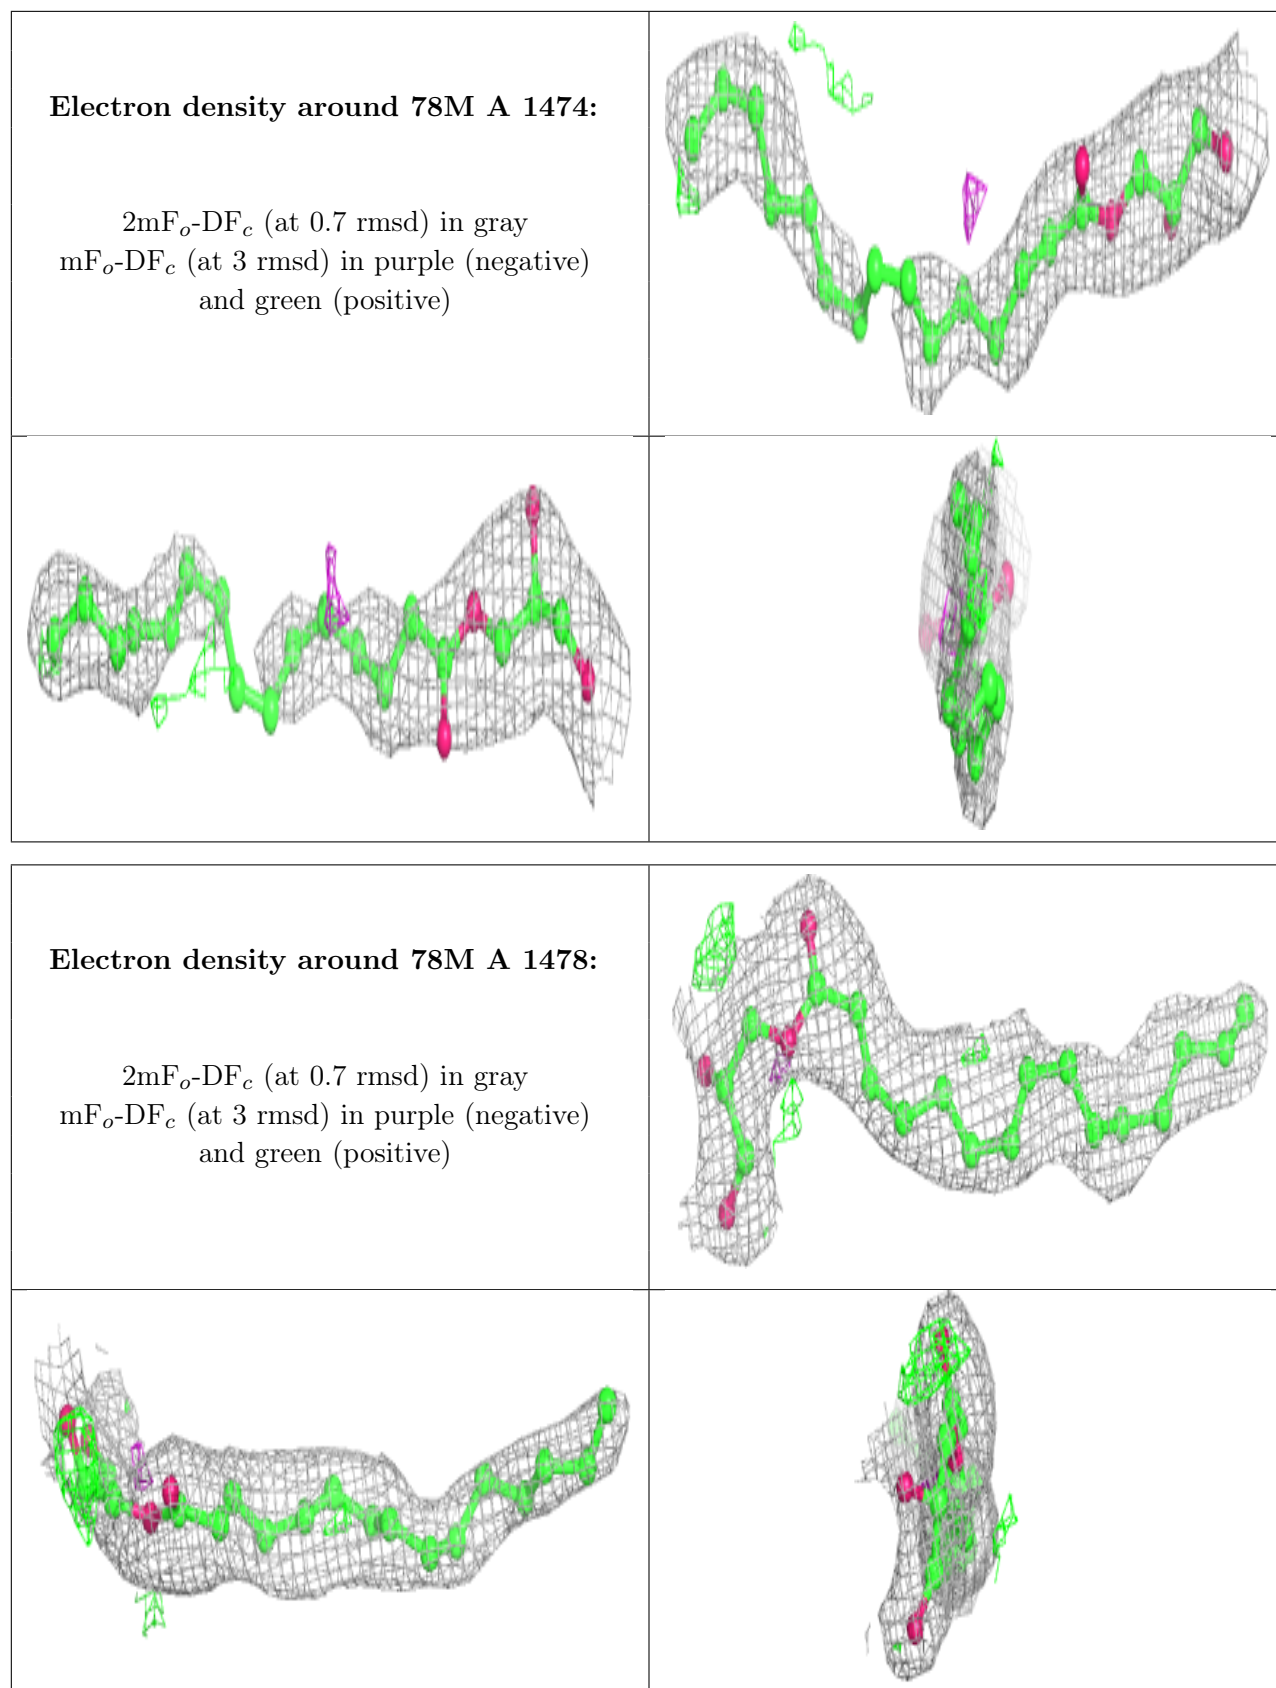 Electron density around 78M A 1474:
2mFo-DFc (at 0.7 rmsd) in gray
mFo-DFc (at 3 rmsd) in purple (negative)
and green (positive)
Electron density around 78M A 1478:
2mFo-DFc (at 0.7 rmsd) in gray
mFo-DFc (at 3 rmsd) in purple (negative)
and green (positive)